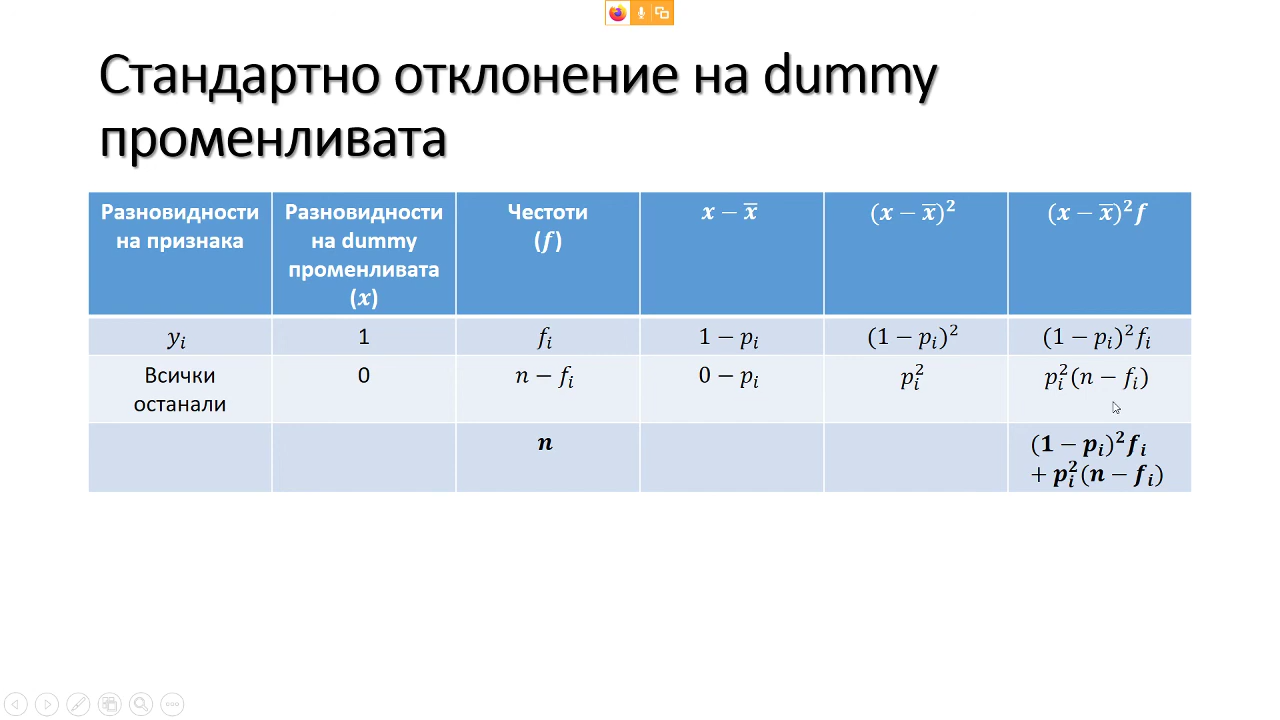 Стандартно отклонение на dummy
променливата
Разновидности
на признака
Разновидности
на dummy
променливата
(x)
Честоти
(f)
x − x̅
(x − x̅)²
(x − x̅)²f
yᵢ
1
fᵢ
1 − pᵢ
(1 − pᵢ)²
(1 − pᵢ)²fᵢ
Всички
останали
0
n − fᵢ
0 − pᵢ
pᵢ²
pᵢ²(n − fᵢ)
n
(1 − pᵢ)²fᵢ
+ pᵢ²(n − fᵢ)